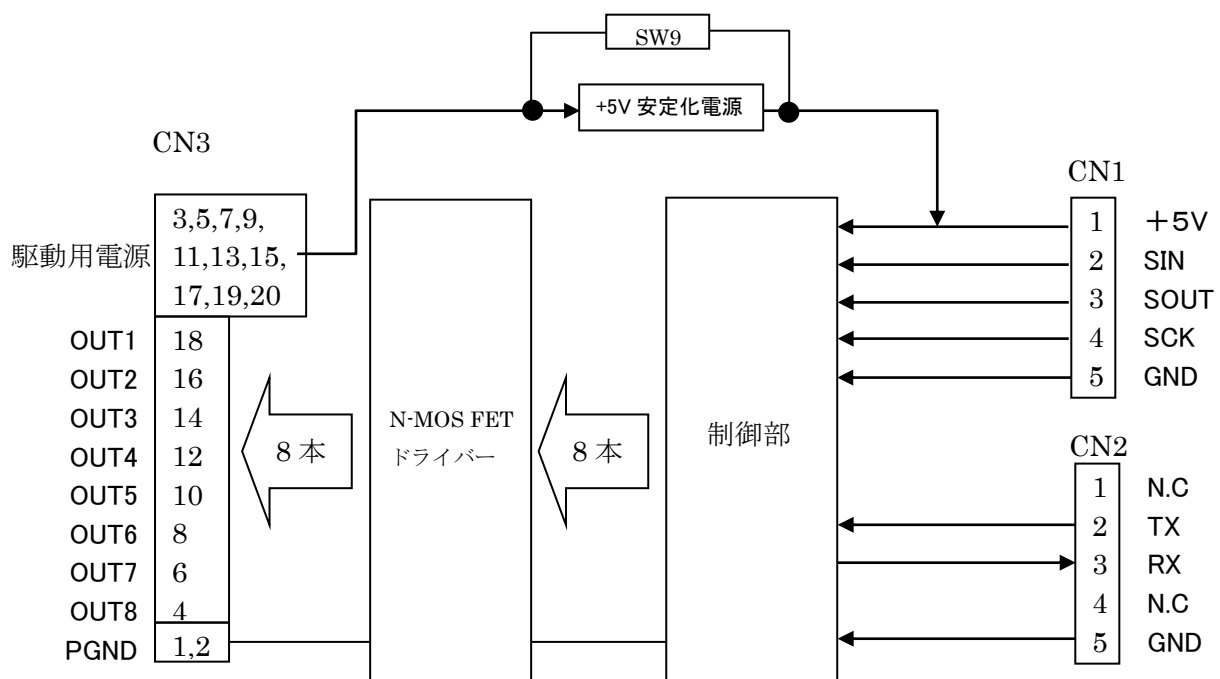 SW9
+5V 安定化電源
CN3
駆動用電源
3,5,7,9,
11,13,15,
17,19,20
OUT1 18
OUT2 16
OUT3 14
OUT4 12
OUT5 10
OUT6 8
OUT7 6
OUT8 4
PGND 1,2
8 本
N-MOS FET
ドライバー
8 本
制御部
CN1
1 +5V
2 SIN
3 SOUT
4 SCK
5 GND
CN2
1 N.C
2 TX
3 RX
4 N.C
5 GND